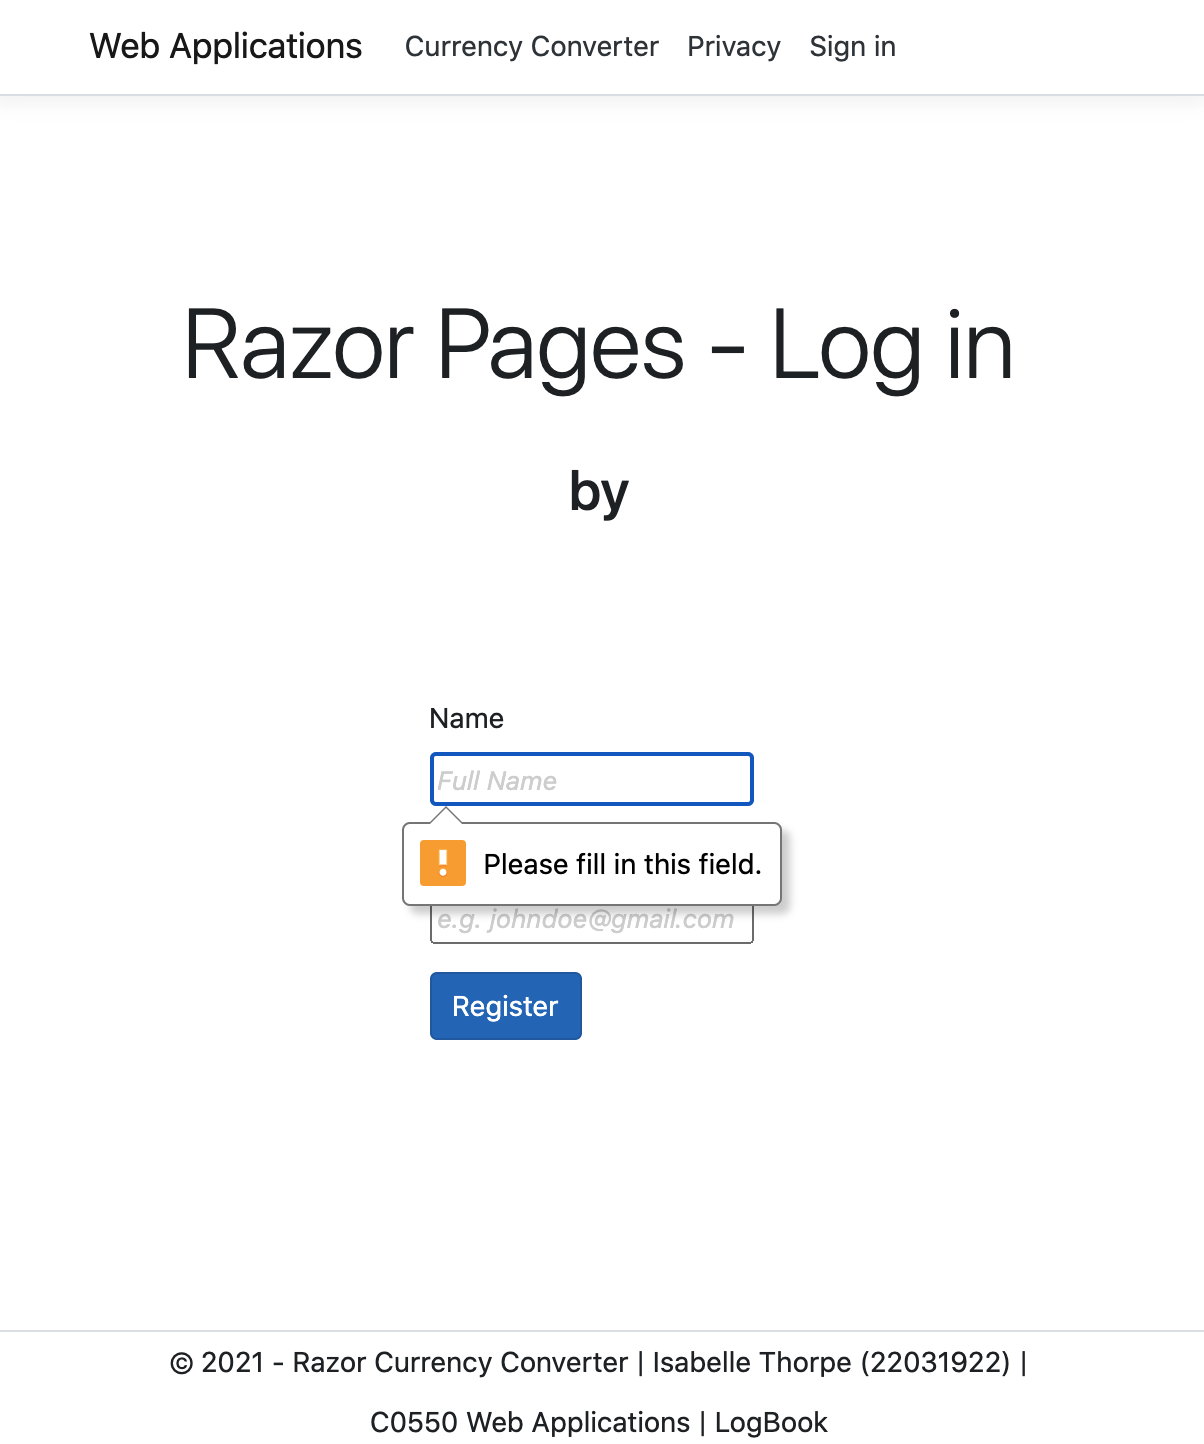 Web Applications Currency Converter Privacy Sign in
Razor Pages - Log in
by
Name
Full Name
Please fill in this field.
e.g. johndoe@gmail.com
Register
© 2021 - Razor Currency Converter | Isabelle Thorpe (22031922) |
C0550 Web Applications | LogBook